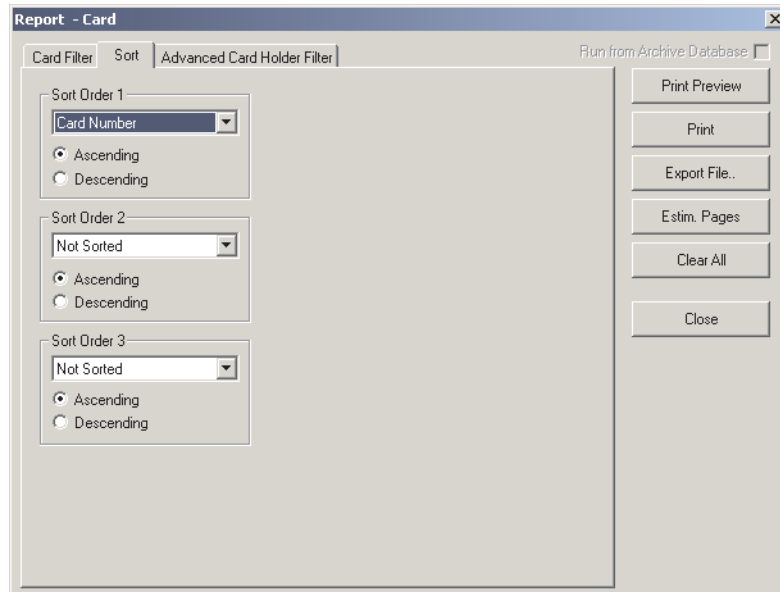 Report - Card
Card Filter
Sort
Advanced Card Holder Filter
Run from Archive Database
Sort Order 1
Card Number
Ascending
Descending
Sort Order 2
Not Sorted
Ascending
Descending
Sort Order 3
Not Sorted
Ascending
Descending
Print Preview
Print
Export File..
Estim. Pages
Clear All
Close